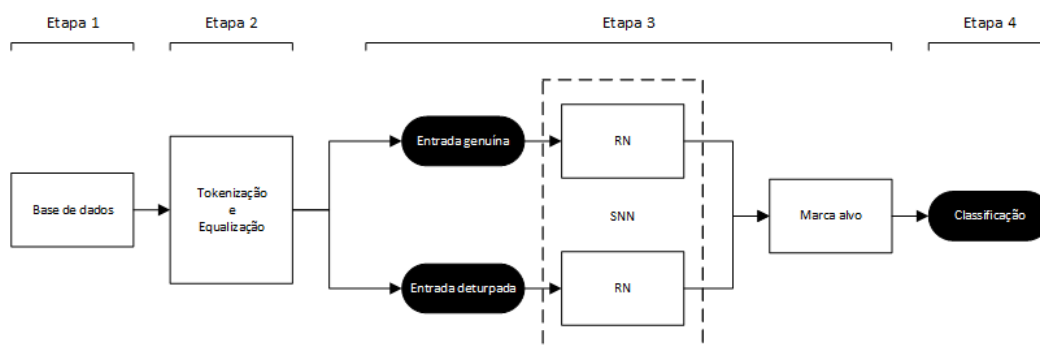 Etapa 1
Etapa 2
Etapa 3
Etapa 4
Entrada genuína
RN
Base de dados
Tokenização
e
Equalização
SNN
Marca alvo
Classificação
Entrada deturpada
RN